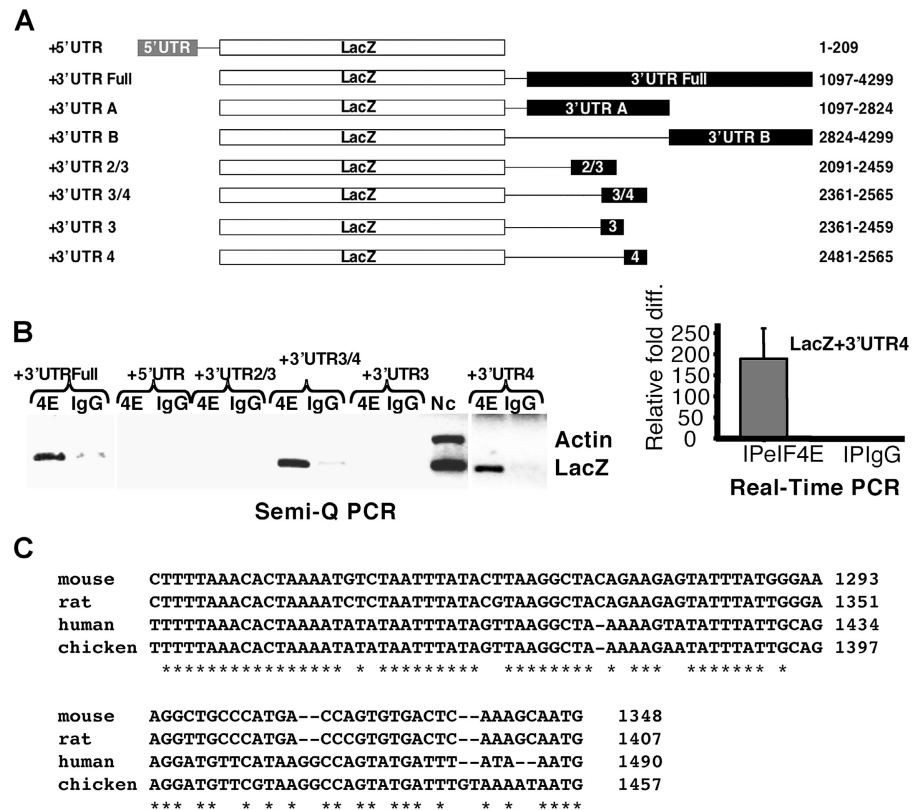 A
+5'UTR 5'UTR LacZ 1-209
+3'UTR Full LacZ 3'UTR Full 1097-4299
+3'UTR A LacZ 3'UTR A 1097-2824
+3'UTR B LacZ 3'UTR B 2824-4299
+3'UTR 2/3 LacZ 2/3 2091-2459
+3'UTR 3/4 LacZ 3/4 2361-2565
+3'UTR 3 LacZ 3 2361-2459
+3'UTR 4 LacZ 4 2481-2565
B
+3'UTRFull +5'UTR +3'UTR2/3 +3'UTR3/4 +3'UTR3 +3'UTR4
4E IgG 4E IgG 4E IgG 4E IgG 4E IgG Nc 4E IgG
Actin
LacZ
Semi-Q PCR
Relative fold diff.
250
200
150
100
50
0
LacZ+3'UTR4
IPeIF4E IPIgG
Real-Time PCR
C
mouse CTTTTAAACACTAAAATGTCTAATTTATACTTAAGGCTACAGAAGAGTATTTATGGGAA 1293
rat CTTTTAAACACTAAAATCTCTAATTTATACGTAAGGCTACAGAAGAGTATTTATTGGGA 1351
human TTTTTAAACACTAAAATATATAATTTATAGTTAAGGCTA-AAAAGTATATTTATTGCAG 1434
chicken TTTTTAAACACTAAAATATATAATTTATAGTTAAGGCTA-AAAAGAATATTTATTGCAG 1397
**************** * ********* ******** * *** ******* *
mouse AGGCTGCCCATGA--CCAGTGTGACTC--AAAGCAATG 1348
rat AGGTTGCCCATGA--CCCGTGTGACTC--AAAGCAATG 1407
human AGGATGTTCATAAGGCCAGTATGATTT--ATA--AATG 1490
chicken AGGATGTTCGTAAGGCCAGTATGATTTGTAAAATAATG 1457
*** ** * * * ** ** *** * * * ****